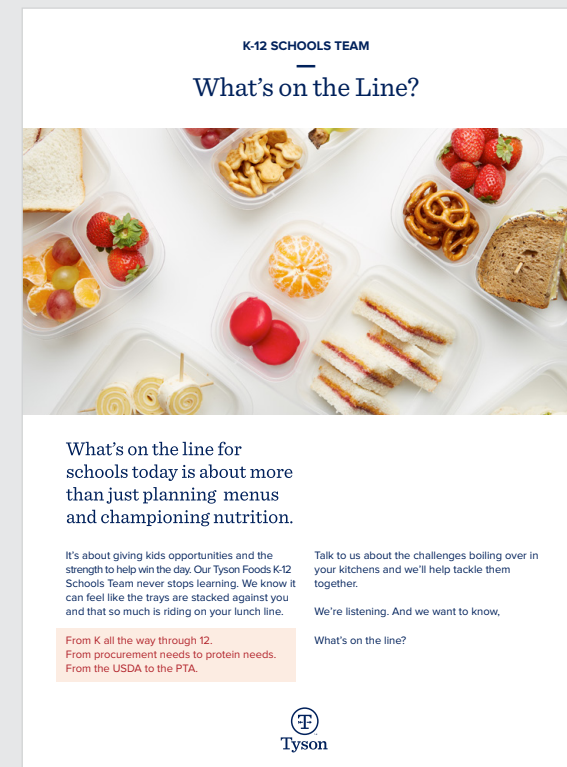 K-12 SCHOOLS TEAM
What's on the Line?
What's on the line for
schools today is about more
than just planning menus
and championing nutrition.
It's about giving kids opportunities and the
strength to help win the day. Our Tyson Foods K-12
Schools Team never stops learning. We know it
can feel like the trays are stacked against you
and that so much is riding on your lunch line.
From K all the way through 12.
From procurement needs to protein needs.
From the USDA to the PTA.
Talk to us about the challenges boiling over in
your kitchens and we'll help tackle them
together.
We're listening. And we want to know,
What's on the line?
T
Tyson